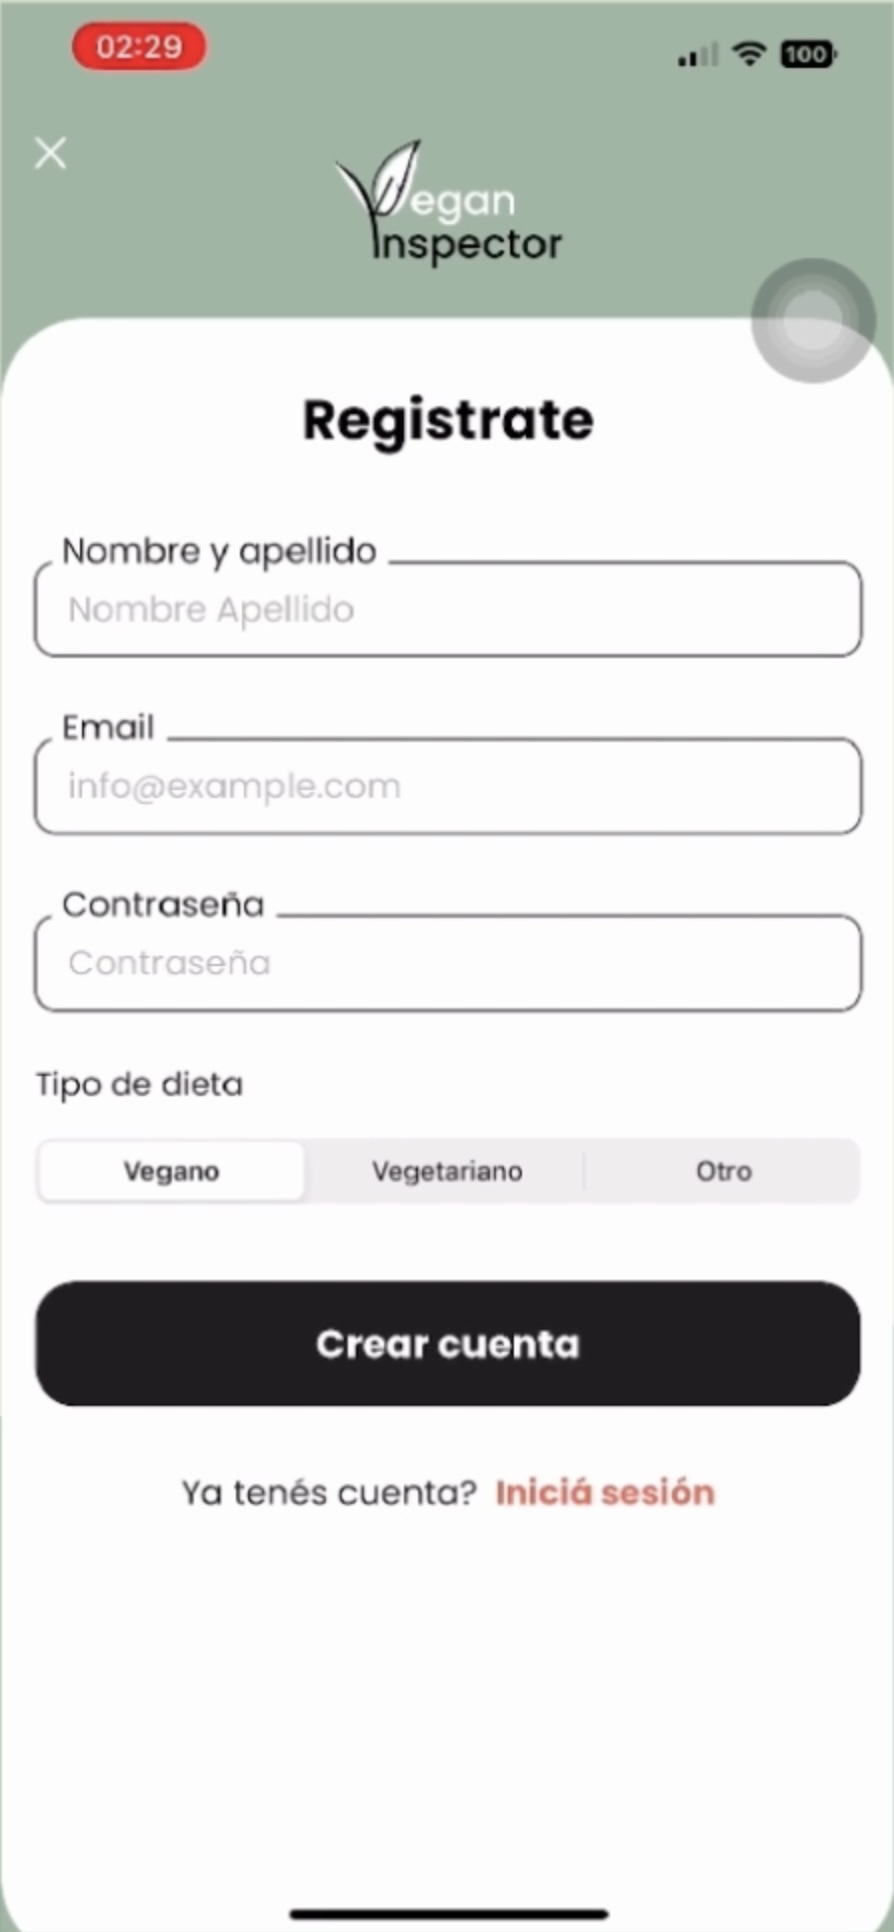 02:29
100
Vegan
Inspector
Registrate
Nombre y apellido
Nombre Apellido
Email
info@example.com
Contraseña
Contraseña
Tipo de dieta
Vegano Vegetariano Otro
Crear cuenta
Ya tenés cuenta? Iniciá sesión